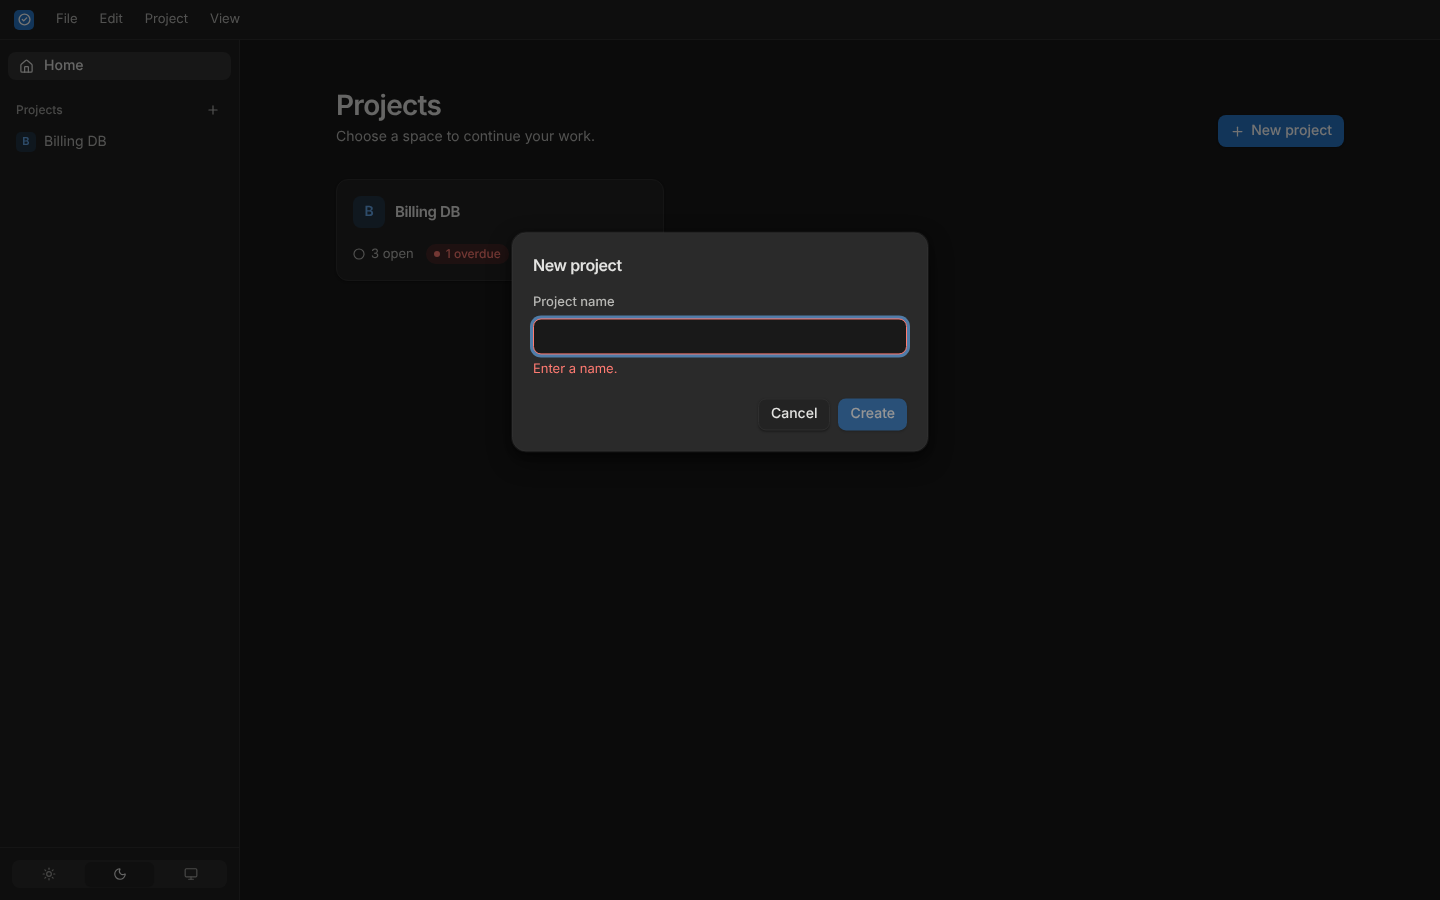 File Edit Project View
Home
Projects
B Billing DB
Projects
Choose a space to continue your work.
New project
B Billing DB
3 open 1 overdue
New project
Project name
Enter a name.
Cancel Create